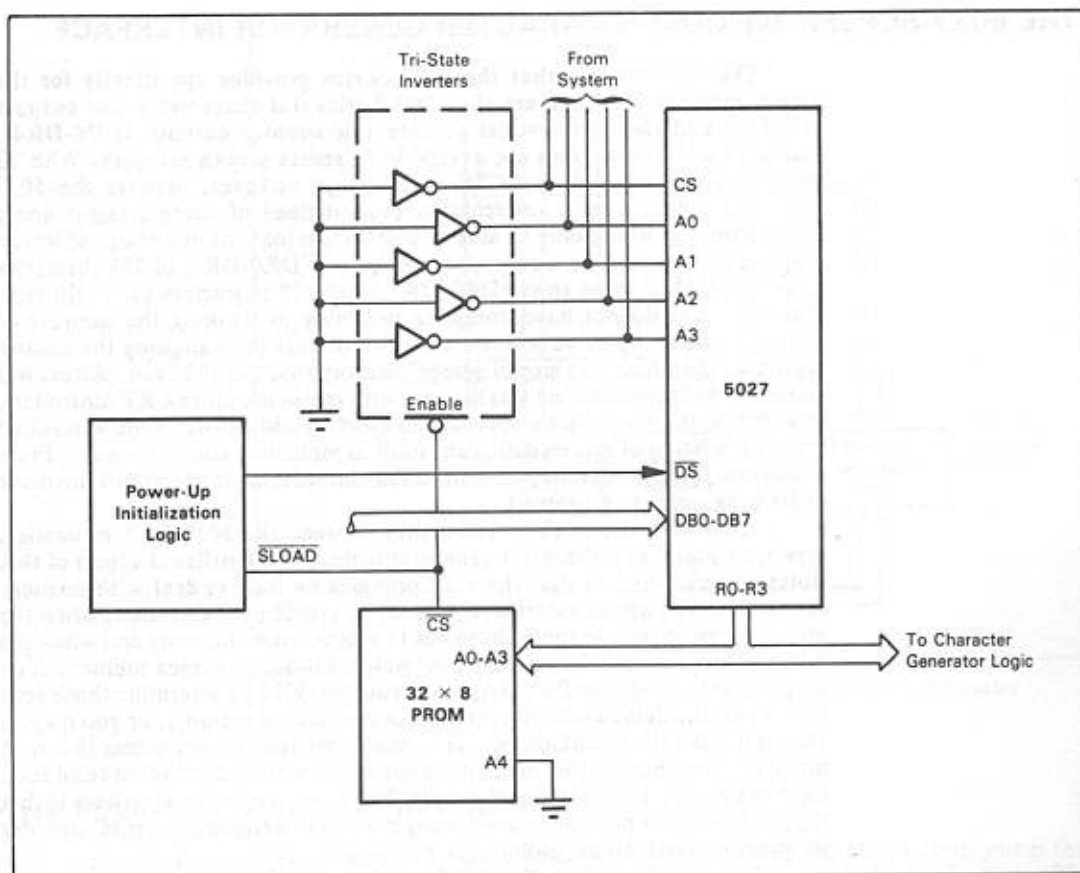 Tri-State
Inverters
From
System
CS
A0
A1
A2
A3
5027
Enable
Power-Up
Initialization
Logic
DS
DB0-DB7
SLOAD
R0-R3
CS
A0-A3
To Character
Generator Logic
32 × 8
PROM
A4